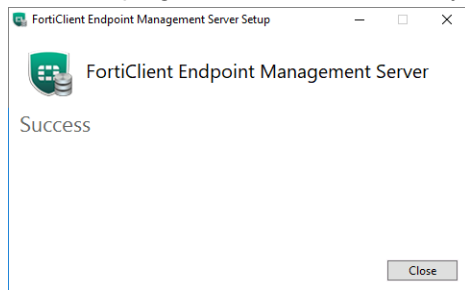 FortiClient Endpoint Management Server Setup
FortiClient Endpoint Management Server
Success
Close